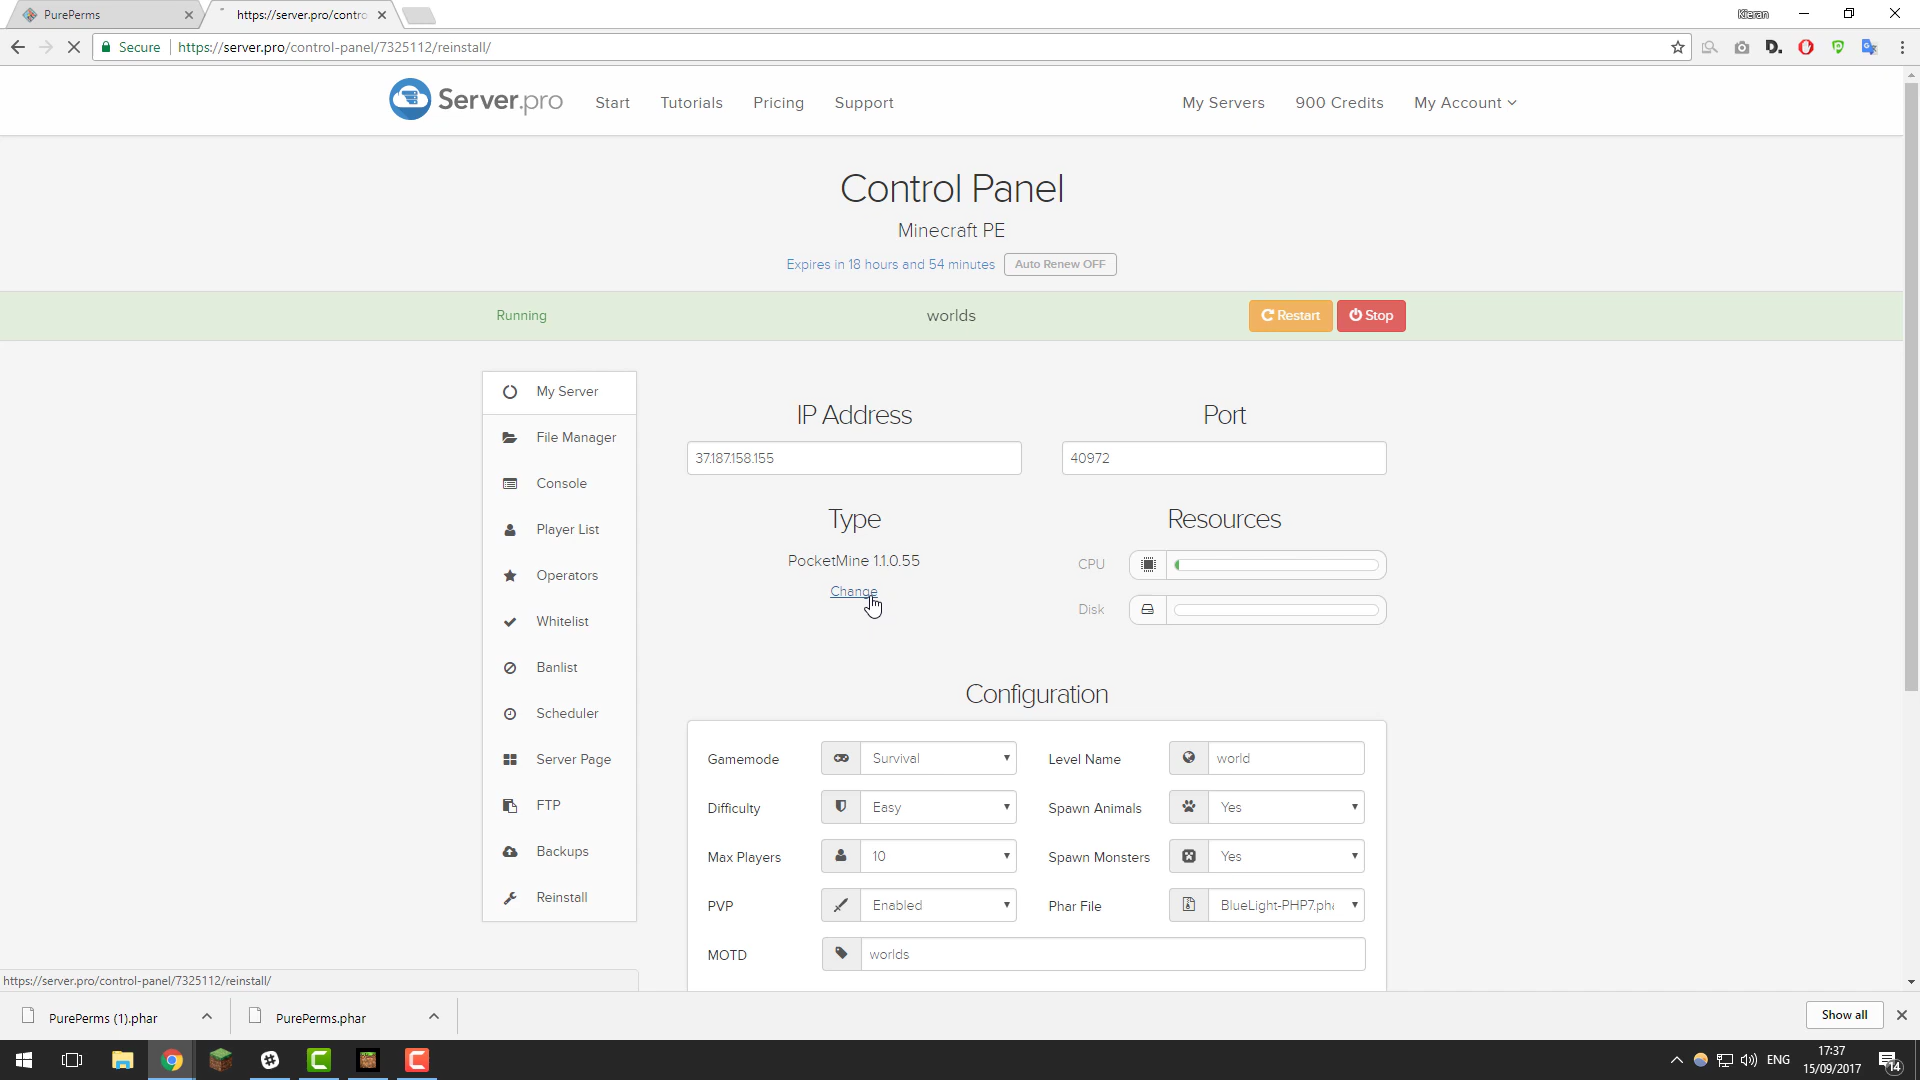 PurePerms
https://server.pro/contro
Kieran
Secure
https://server.pro/control-panel/7325112/reinstall/
Server.pro
Start
Tutorials
Pricing
Support
My Servers
900 Credits
My Account
Control Panel
Minecraft PE
Expires in 18 hours and 54 minutes
Auto Renew OFF
Running
worlds
Restart
Stop
My Server
File Manager
Console
Player List
Operators
Whitelist
Banlist
Scheduler
Server Page
FTP
Backups
Reinstall
IP Address
Port
37.187.158.155
40972
Type
Resources
PocketMine 1.1.0.55
Change
CPU
Disk
Configuration
Gamemode
Survival
Level Name
world
Difficulty
Easy
Spawn Animals
Yes
Max Players
10
Spawn Monsters
Yes
PVP
Enabled
Phar File
BlueLight-PHP7.pha
MOTD
worlds
https://server.pro/control-panel/7325112/reinstall/
PurePerms (1).phar
PurePerms.phar
Show all
ENG
17:37
15/09/2017
14